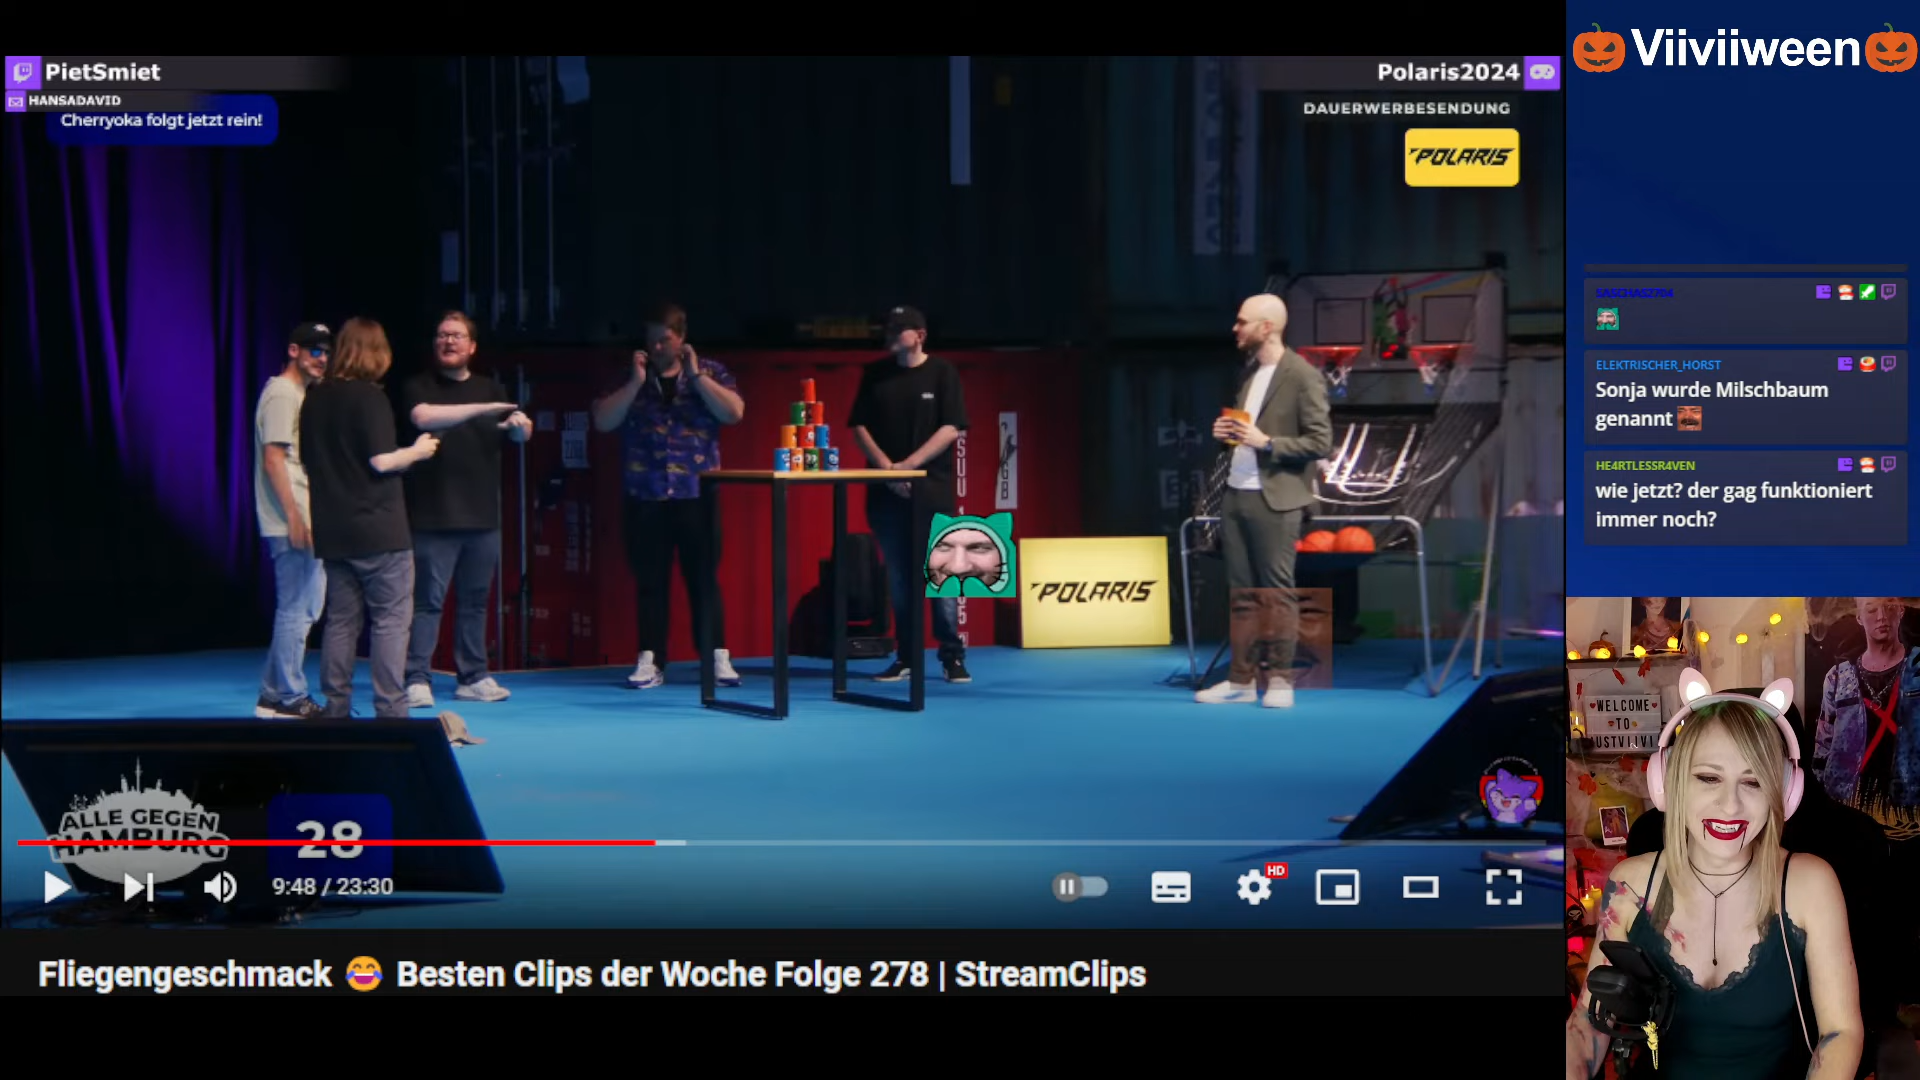 PietSmiet
HANSADAVID
Cherryoka folgt jetzt rein!
Polaris2024
DAUERWERBESENDUNG
POLARIS
POLARIS
ALLE GEGEN
HAMBURG
28
9:48 / 23:30
HD
Fliegengeschmack 😂 Besten Clips der Woche Folge 278 | StreamClips
Viiviiween
ELEKTRISCHER_HORST
Sonja wurde Milschbaum
genannt
HE4RTLESSR4VEN
wie jetzt? der gag funktioniert
immer noch?
WELCOME
TO
USTVIIVI